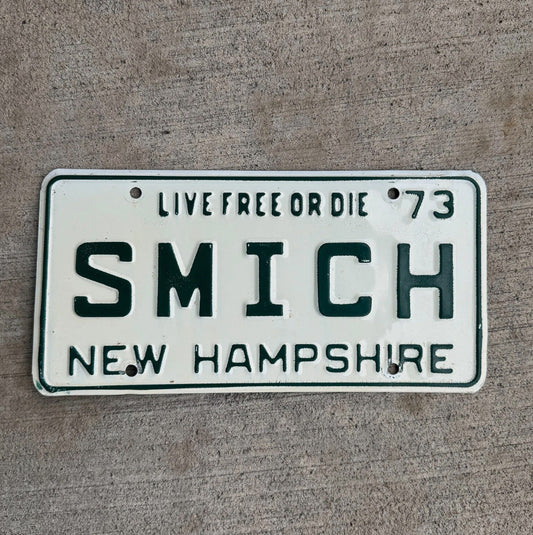 LIVE FREE OR DIE 73
SMICH
NEW HAMPSHIRE